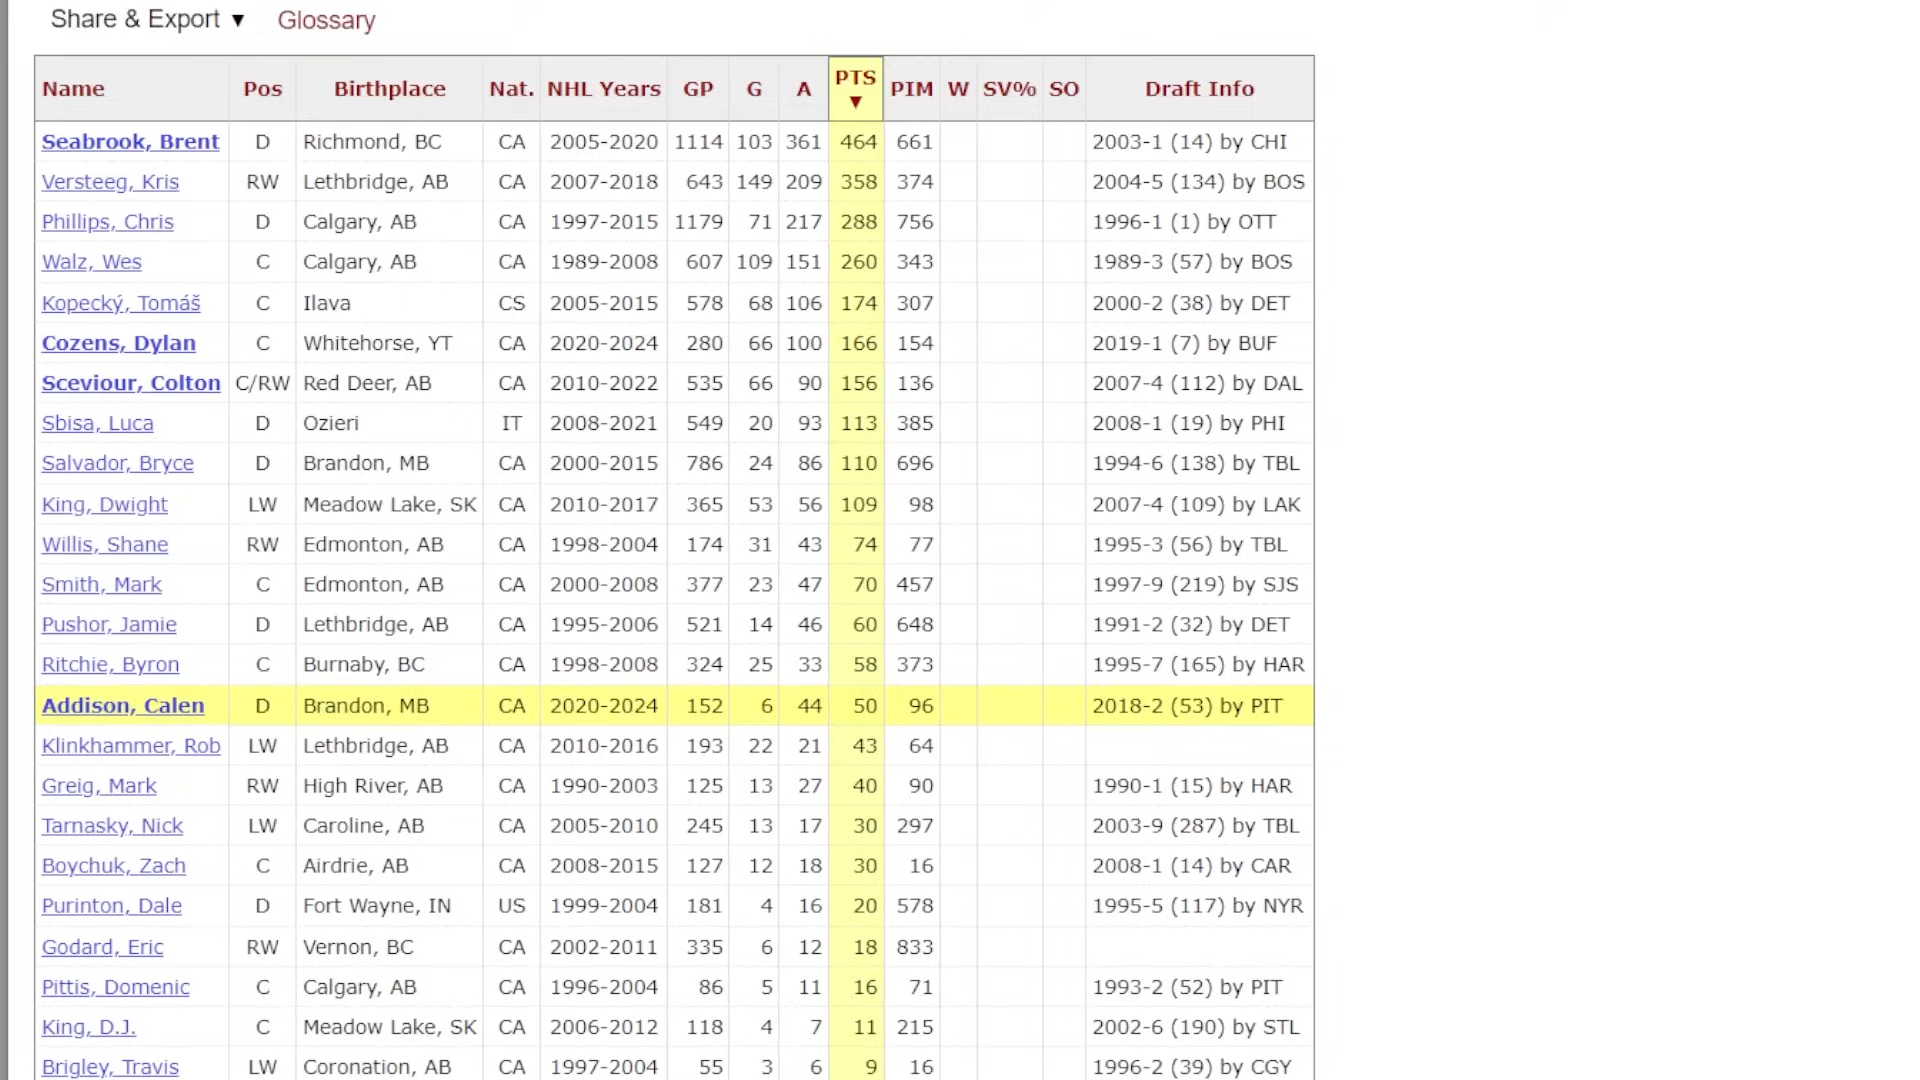 Share & Export ▼ Glossary
Name Pos Birthplace Nat. NHL Years GP G A PTS ▼ PIM W SV% SO Draft Info
Seabrook, Brent D Richmond, BC CA 2005-2020 1114 103 361 464 661 2003-1 (14) by CHI
Versteeg, Kris RW Lethbridge, AB CA 2007-2018 643 149 209 358 374 2004-5 (134) by BOS
Phillips, Chris D Calgary, AB CA 1997-2015 1179 71 217 288 756 1996-1 (1) by OTT
Walz, Wes C Calgary, AB CA 1989-2008 607 109 151 260 343 1989-3 (57) by BOS
Kopecký, Tomáš C Ilava CS 2005-2015 578 68 106 174 307 2000-2 (38) by DET
Cozens, Dylan C Whitehorse, YT CA 2020-2024 280 66 100 166 154 2019-1 (7) by BUF
Sceviour, Colton C/RW Red Deer, AB CA 2010-2022 535 66 90 156 136 2007-4 (112) by DAL
Sbisa, Luca D Ozieri IT 2008-2021 549 20 93 113 385 2008-1 (19) by PHI
Salvador, Bryce D Brandon, MB CA 2000-2015 786 24 86 110 696 1994-6 (138) by TBL
King, Dwight LW Meadow Lake, SK CA 2010-2017 365 53 56 109 98 2007-4 (109) by LAK
Willis, Shane RW Edmonton, AB CA 1998-2004 174 31 43 74 77 1995-3 (56) by TBL
Smith, Mark C Edmonton, AB CA 2000-2008 377 23 47 70 457 1997-9 (219) by SJS
Pushor, Jamie D Lethbridge, AB CA 1995-2006 521 14 46 60 648 1991-2 (32) by DET
Ritchie, Byron C Burnaby, BC CA 1998-2008 324 25 33 58 373 1995-7 (165) by HAR
Addison, Calen D Brandon, MB CA 2020-2024 152 6 44 50 96 2018-2 (53) by PIT
Klinkhammer, Rob LW Lethbridge, AB CA 2010-2016 193 22 21 43 64
Greig, Mark RW High River, AB CA 1990-2003 125 13 27 40 90 1990-1 (15) by HAR
Tarnasky, Nick LW Caroline, AB CA 2005-2010 245 13 17 30 297 2003-9 (287) by TBL
Boychuk, Zach C Airdrie, AB CA 2008-2015 127 12 18 30 16 2008-1 (14) by CAR
Purinton, Dale D Fort Wayne, IN US 1999-2004 181 4 16 20 578 1995-5 (117) by NYR
Godard, Eric RW Vernon, BC CA 2002-2011 335 6 12 18 833
Pittis, Domenic C Calgary, AB CA 1996-2004 86 5 11 16 71 1993-2 (52) by PIT
King, D.J. C Meadow Lake, SK CA 2006-2012 118 4 7 11 215 2002-6 (190) by STL
Brigley, Travis LW Coronation, AB CA 1997-2004 55 3 6 9 16 1996-2 (39) by CGY